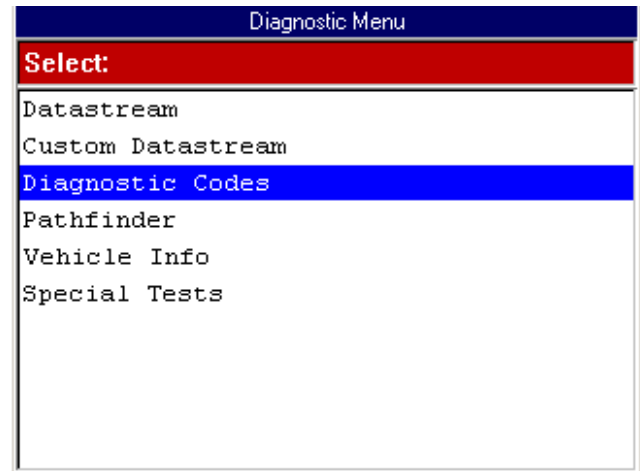 Diagnostic Menu
Select:
Datastream
Custom Datastream
Diagnostic Codes
Pathfinder
Vehicle Info
Special Tests